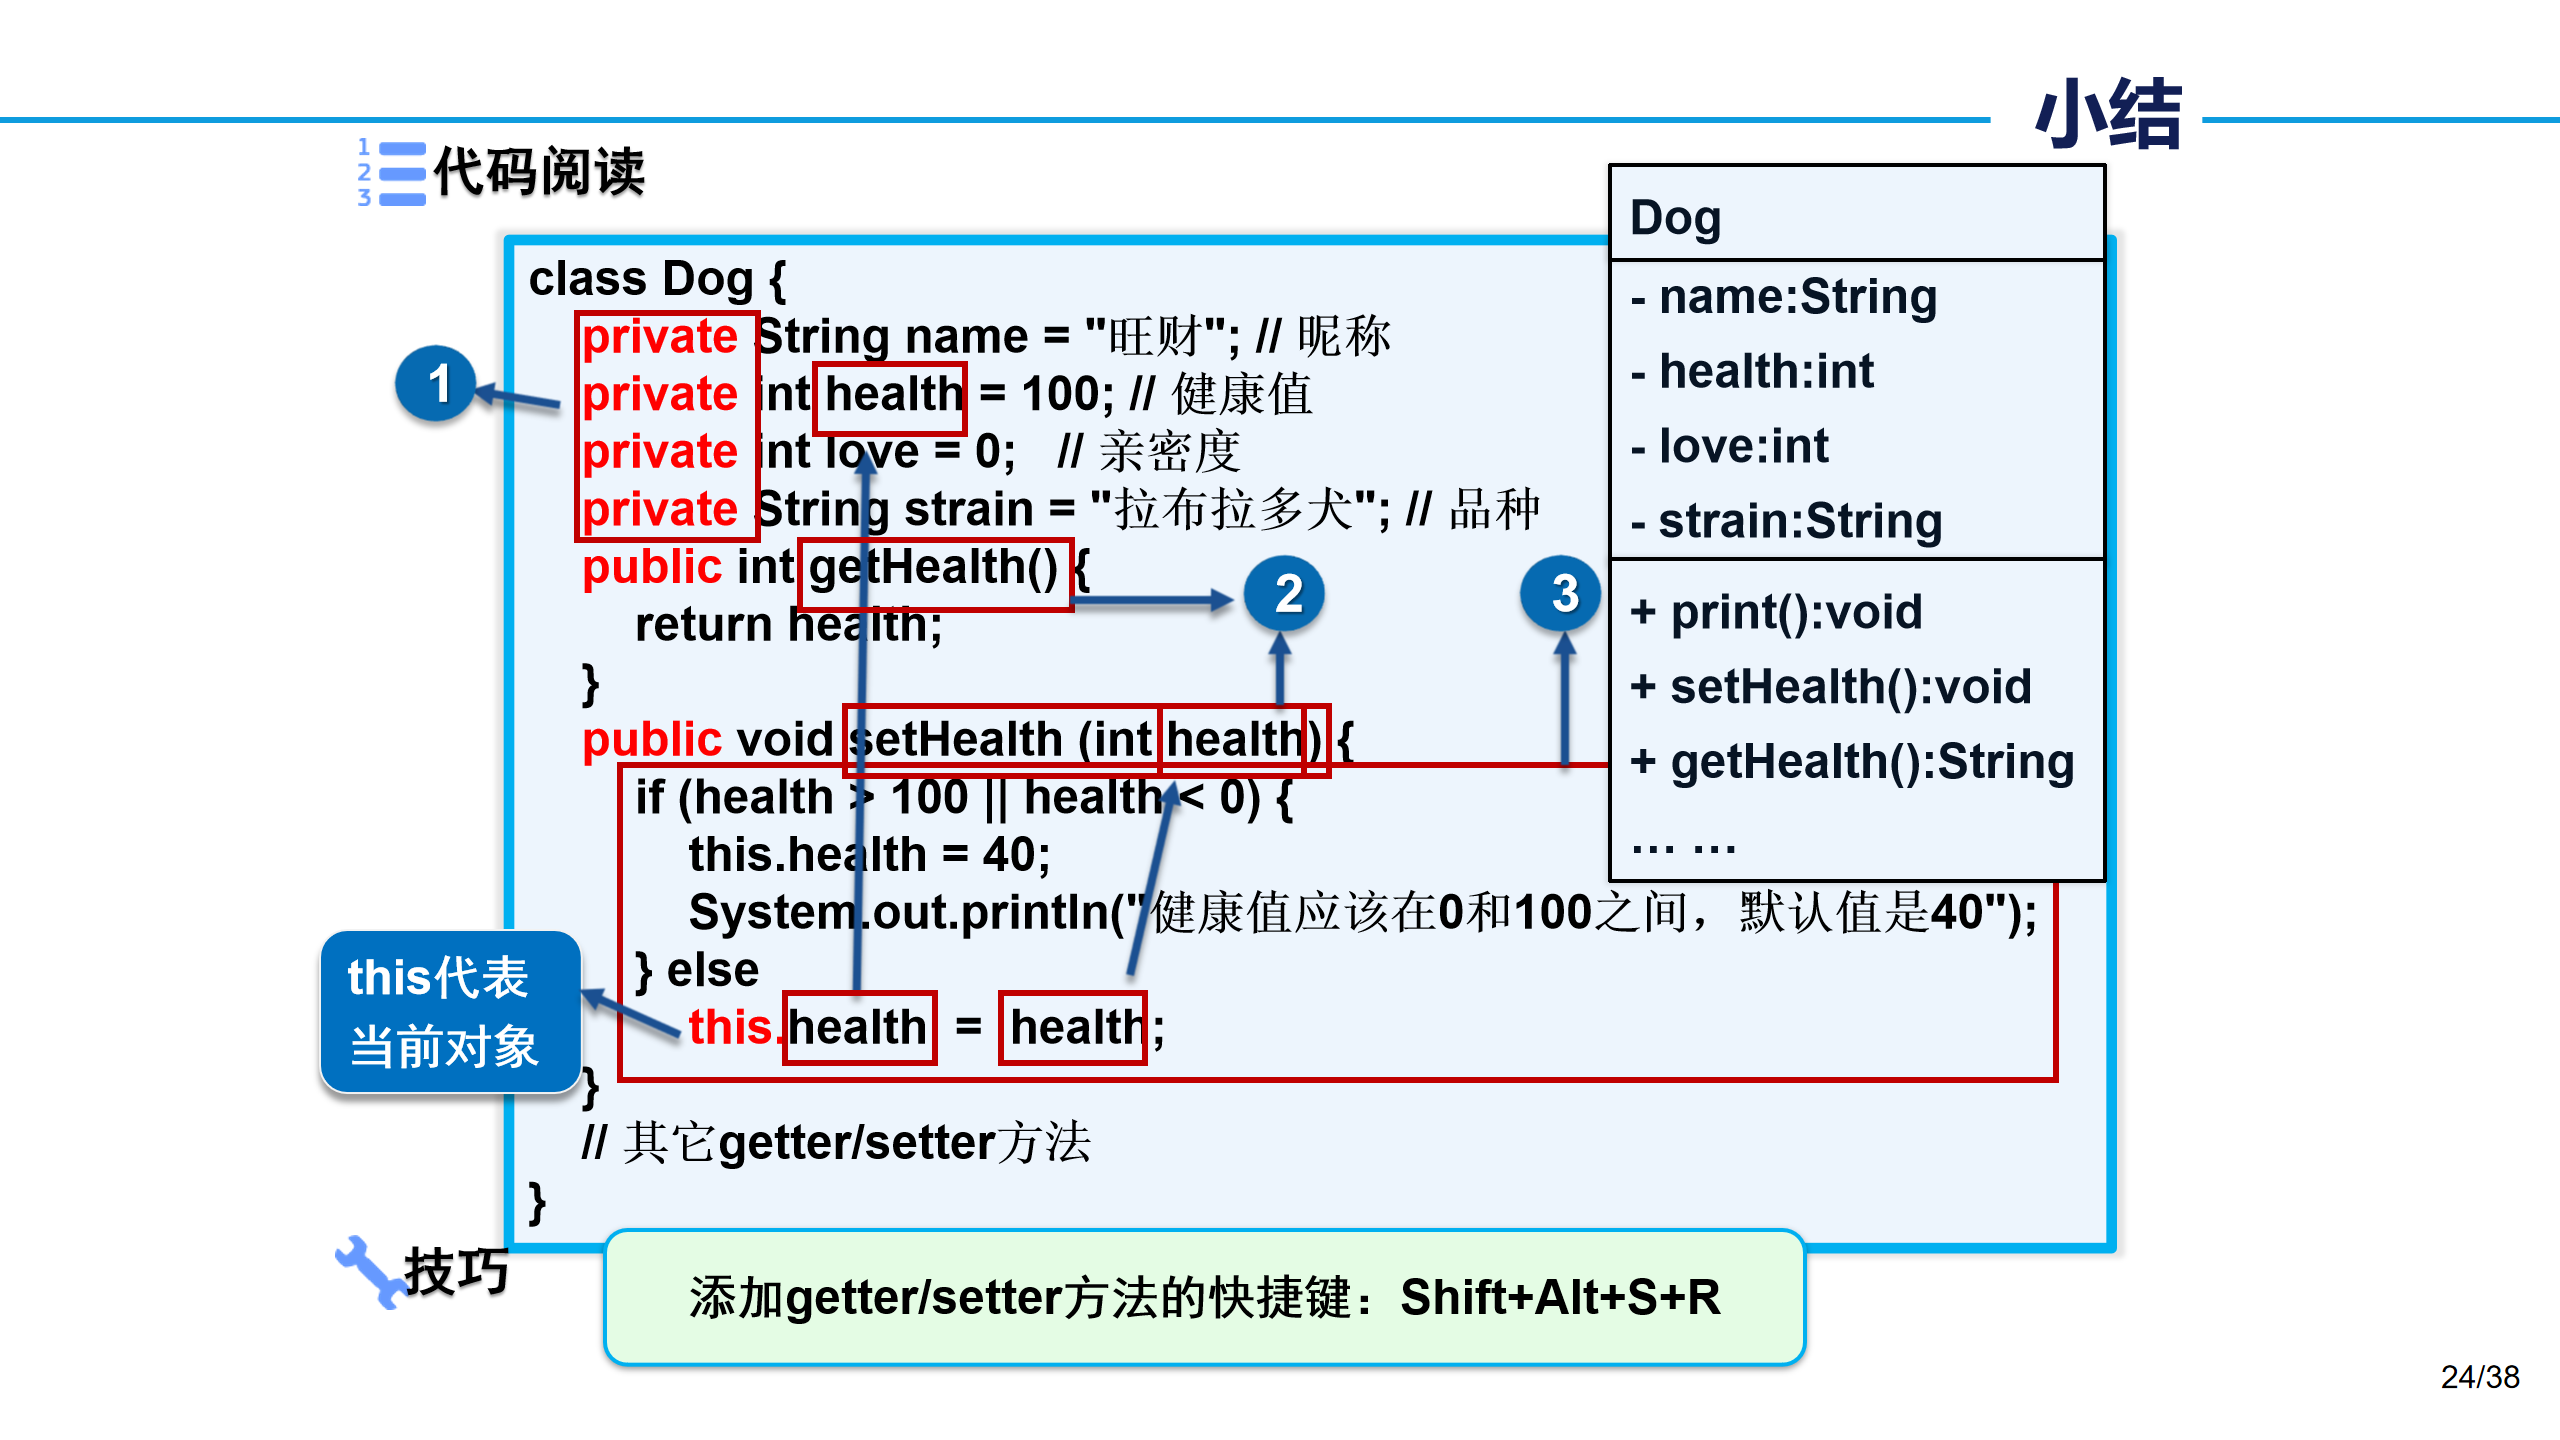 小结
1
2
3
代码阅读
class Dog {
private String name = "旺财"; // 昵称
private int health = 100; // 健康值
private int love = 0;   // 亲密度
private String strain = "拉布拉多犬"; // 品种
public int getHealth() {
return health;
}
public void setHealth (int health) {
if (health > 100 || health < 0) {
this.health = 40;
System.out.println("健康值应该在0和100之间，默认值是40");
} else
this.health  =  health;
}
// 其它getter/setter方法
}
1
2
3
Dog
- name:String
- health:int
- love:int
- strain:String
+ print():void
+ setHealth():void
+ getHealth():String
… …
this代表
当前对象
技巧
添加getter/setter方法的快捷键：Shift+Alt+S+R
24/38